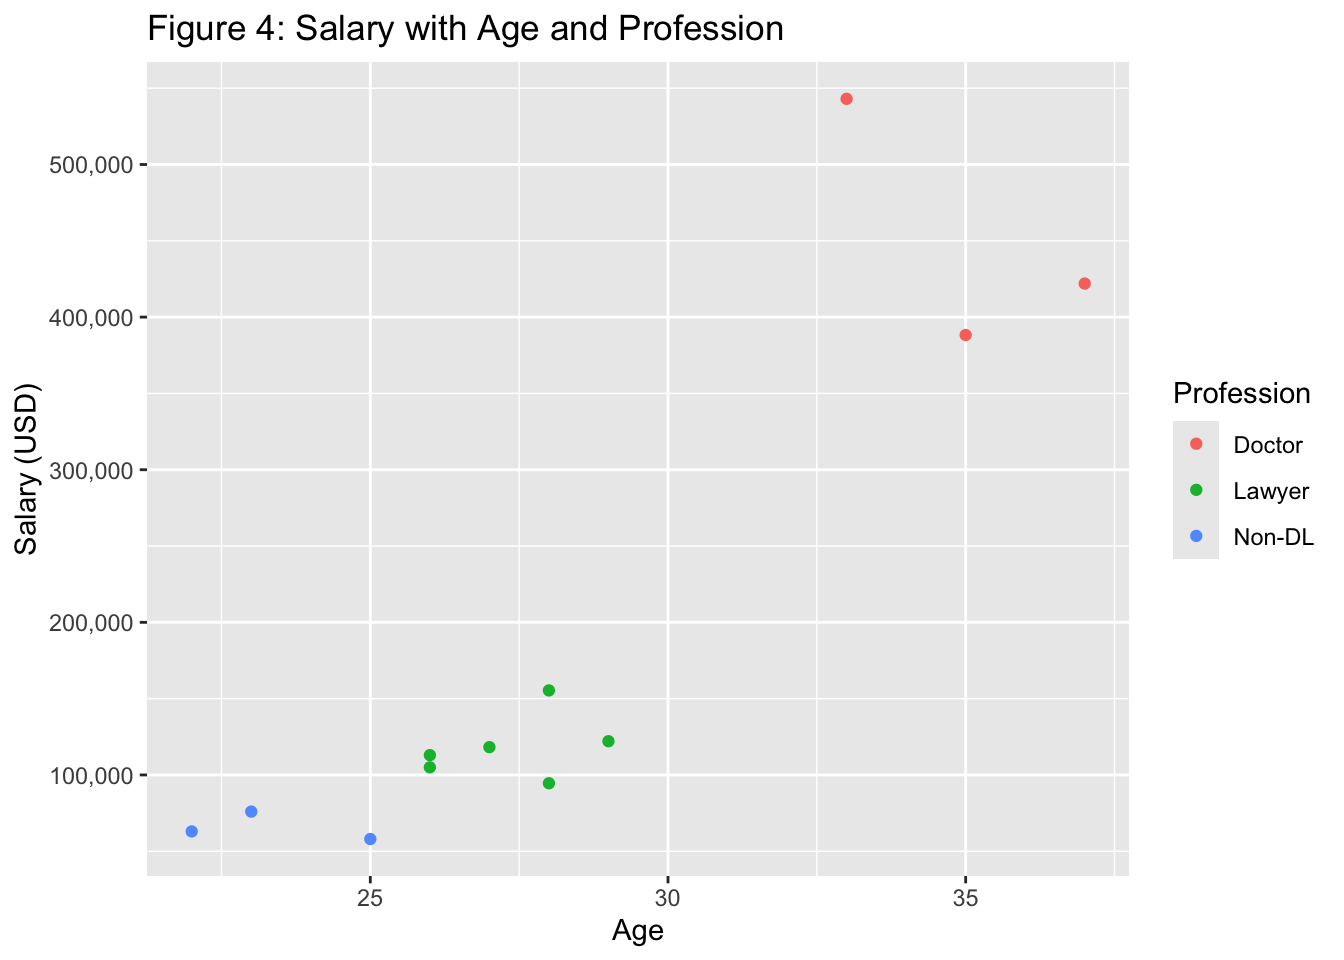 Figure 4: Salary with Age and Profession
Salary (USD)
500,000
400,000
300,000
200,000
100,000
25
30
35
Age
Profession
Doctor
Lawyer
Non-DL